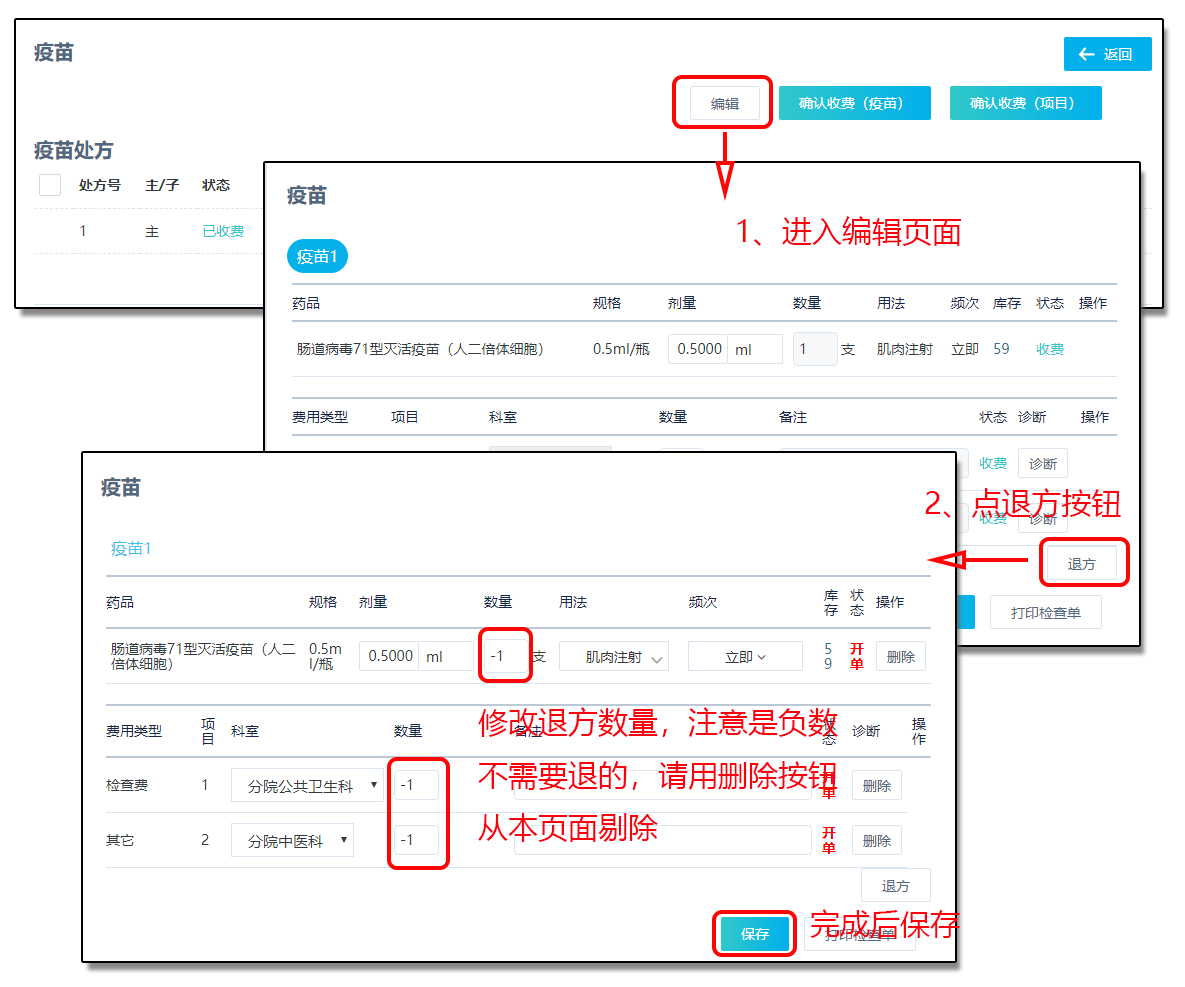 疫苗
返回
编辑 确认收费（疫苗） 确认收费（项目）
疫苗处方
处方号 主/子 状态
1 主 已收费
疫苗
1、进入编辑页面
疫苗1
药品 规格 剂量 数量 用法 频次 库存 状态 操作
肠道病毒71型灭活疫苗（人二倍体细胞） 0.5ml/瓶 0.5000 ml 1 支 肌肉注射 立即 59 收费
费用类型 项目 科室 数量 备注 状态 诊断 操作
收费 诊断
2、点退方按钮
收费 诊断
退方
打印检查单
疫苗
疫苗1
药品 规格 剂量 数量 用法 频次 库存 状态 操作
肠道病毒71型灭活疫苗（人二倍体细胞） 0.5ml/瓶 0.5000 ml -1 支 肌肉注射 立即 59 开单 删除
修改退方数量，注意是负数
费用类型 项目 科室 数量 备注 状态 诊断 操作
不需要退的，请用删除按钮
检查费 1 分院公共卫生科 -1 开单 删除
从本页面剔除
其它 2 分院中医科 -1 开单 删除
退方
保存 打印检查单
完成后保存